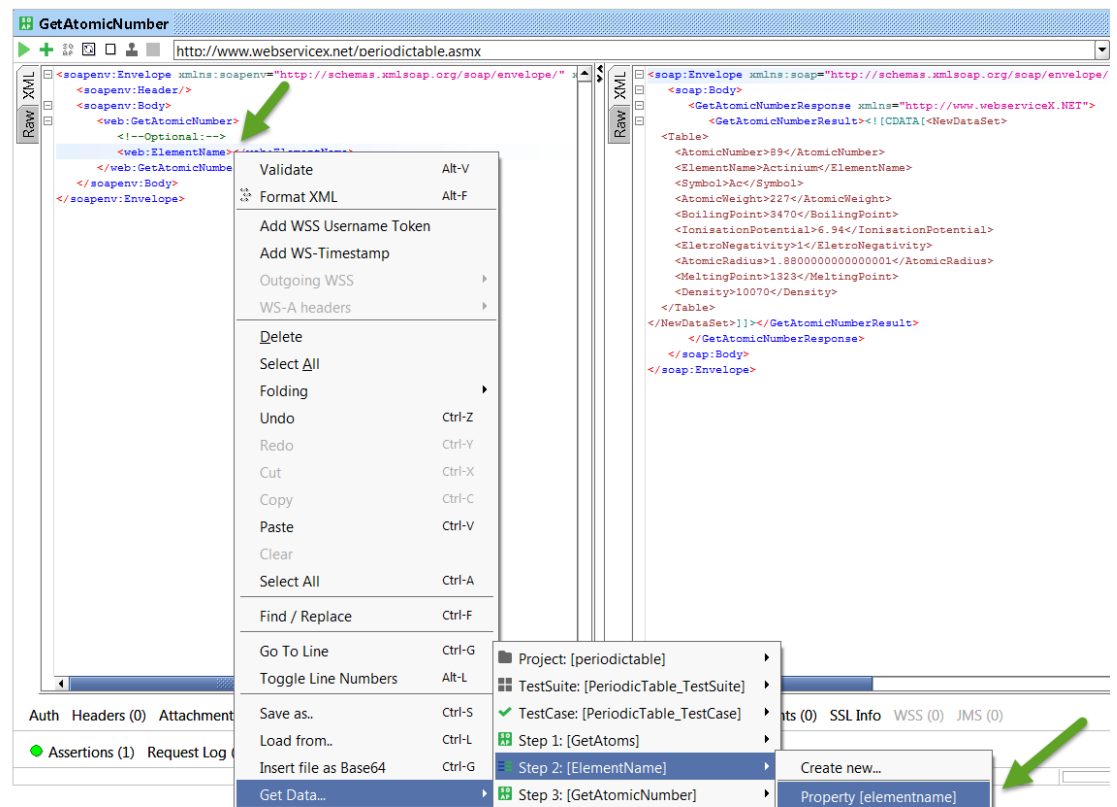 GetAtomicNumber
http://www.webservicex.net/periodictable.asmx
XML
Raw
<soapenv:Envelope xmlns:soapenv="http://schemas.xmlsoap.org/soap/envelope/"
<soapenv:Header/>
<soapenv:Body>
<web:GetAtomicNumber>
<!--Optional:-->
<web:ElementName></web:ElementName>
</web:GetAtomicNumbe
</soapenv:Body>
</soapenv:Envelope>
XML
Raw
<soap:Envelope xmlns:soap="http://schemas.xmlsoap.org/soap/envelope/
<soap:Body>
<GetAtomicNumberResponse xmlns="http://www.webserviceX.NET">
<GetAtomicNumberResult><![CDATA[<NewDataSet>
<Table>
<AtomicNumber>89</AtomicNumber>
<ElementName>Actinium</ElementName>
<Symbol>Ac</Symbol>
<AtomicWeight>227</AtomicWeight>
<BoilingPoint>3470</BoilingPoint>
<IonisationPotential>6.94</IonisationPotential>
<EletroNegativity>1</EletroNegativity>
<AtomicRadius>1.8800000000000001</AtomicRadius>
<MeltingPoint>1323</MeltingPoint>
<Density>10070</Density>
</Table>
</NewDataSet>]]></GetAtomicNumberResult>
</GetAtomicNumberResponse>
</soap:Body>
</soap:Envelope>
Validate Alt-V
Format XML Alt-F
Add WSS Username Token
Add WS-Timestamp
Outgoing WSS
WS-A headers
Delete
Select All
Folding
Undo Ctrl-Z
Redo Ctrl-Y
Cut Ctrl-X
Copy Ctrl-C
Paste Ctrl-V
Clear
Select All Ctrl-A
Find / Replace Ctrl-F
Go To Line Ctrl-G
Toggle Line Numbers Alt-L
Save as.. Ctrl-S
Load from.. Ctrl-L
Insert file as Base64 Ctrl-G
Get Data...
Project: [periodictable]
TestSuite: [PeriodicTable_TestSuite]
TestCase: [PeriodicTable_TestCase]
Step 1: [GetAtoms]
Step 2: [ElementName]
Step 3: [GetAtomicNumber]
Create new...
Property [elementname]
Auth Headers (0) Attachment
nts (0) SSL Info WSS (0) JMS (0)
Assertions (1) Request Log (